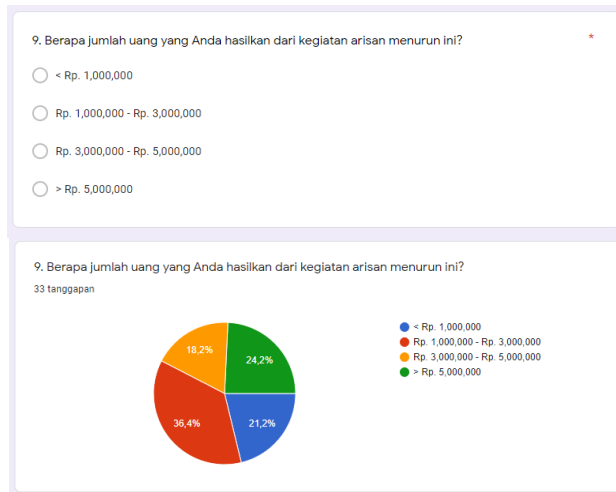 9. Berapa jumlah uang yang Anda hasilkan dari kegiatan arisan menurun ini? *
< Rp. 1,000,000
Rp. 1,000,000 - Rp. 3,000,000
Rp. 3,000,000 - Rp. 5,000,000
> Rp. 5,000,000
9. Berapa jumlah uang yang Anda hasilkan dari kegiatan arisan menurun ini?
33 tanggapan
18,2%
24,2%
36,4%
21,2%
< Rp. 1,000,000
Rp. 1,000,000 - Rp. 3,000,000
Rp. 3,000,000 - Rp. 5,000,000
> Rp. 5,000,000